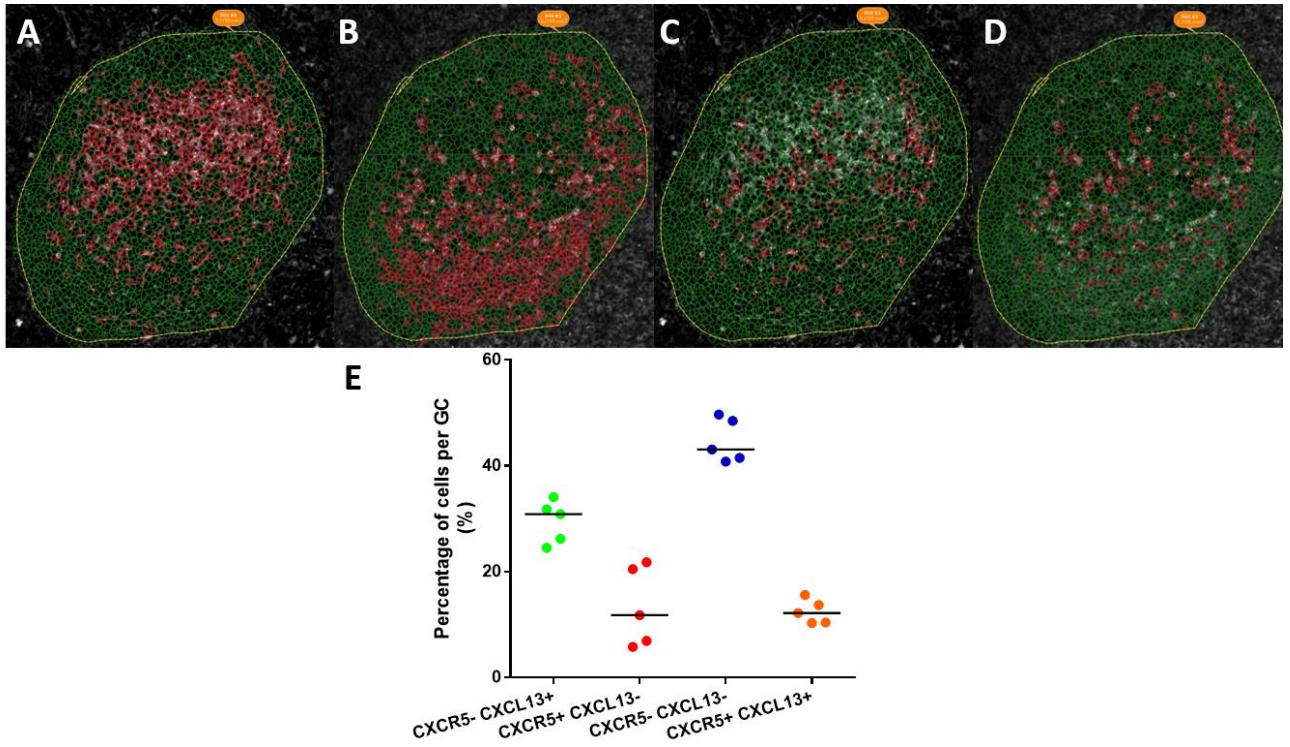 A
B
C
D
E
60
40
20
0
Percentage of cells per GC
(%)
CXCR5- CXCL13+
CXCR5+ CXCL13-
CXCR5- CXCL13-
CXCR5+ CXCL13+